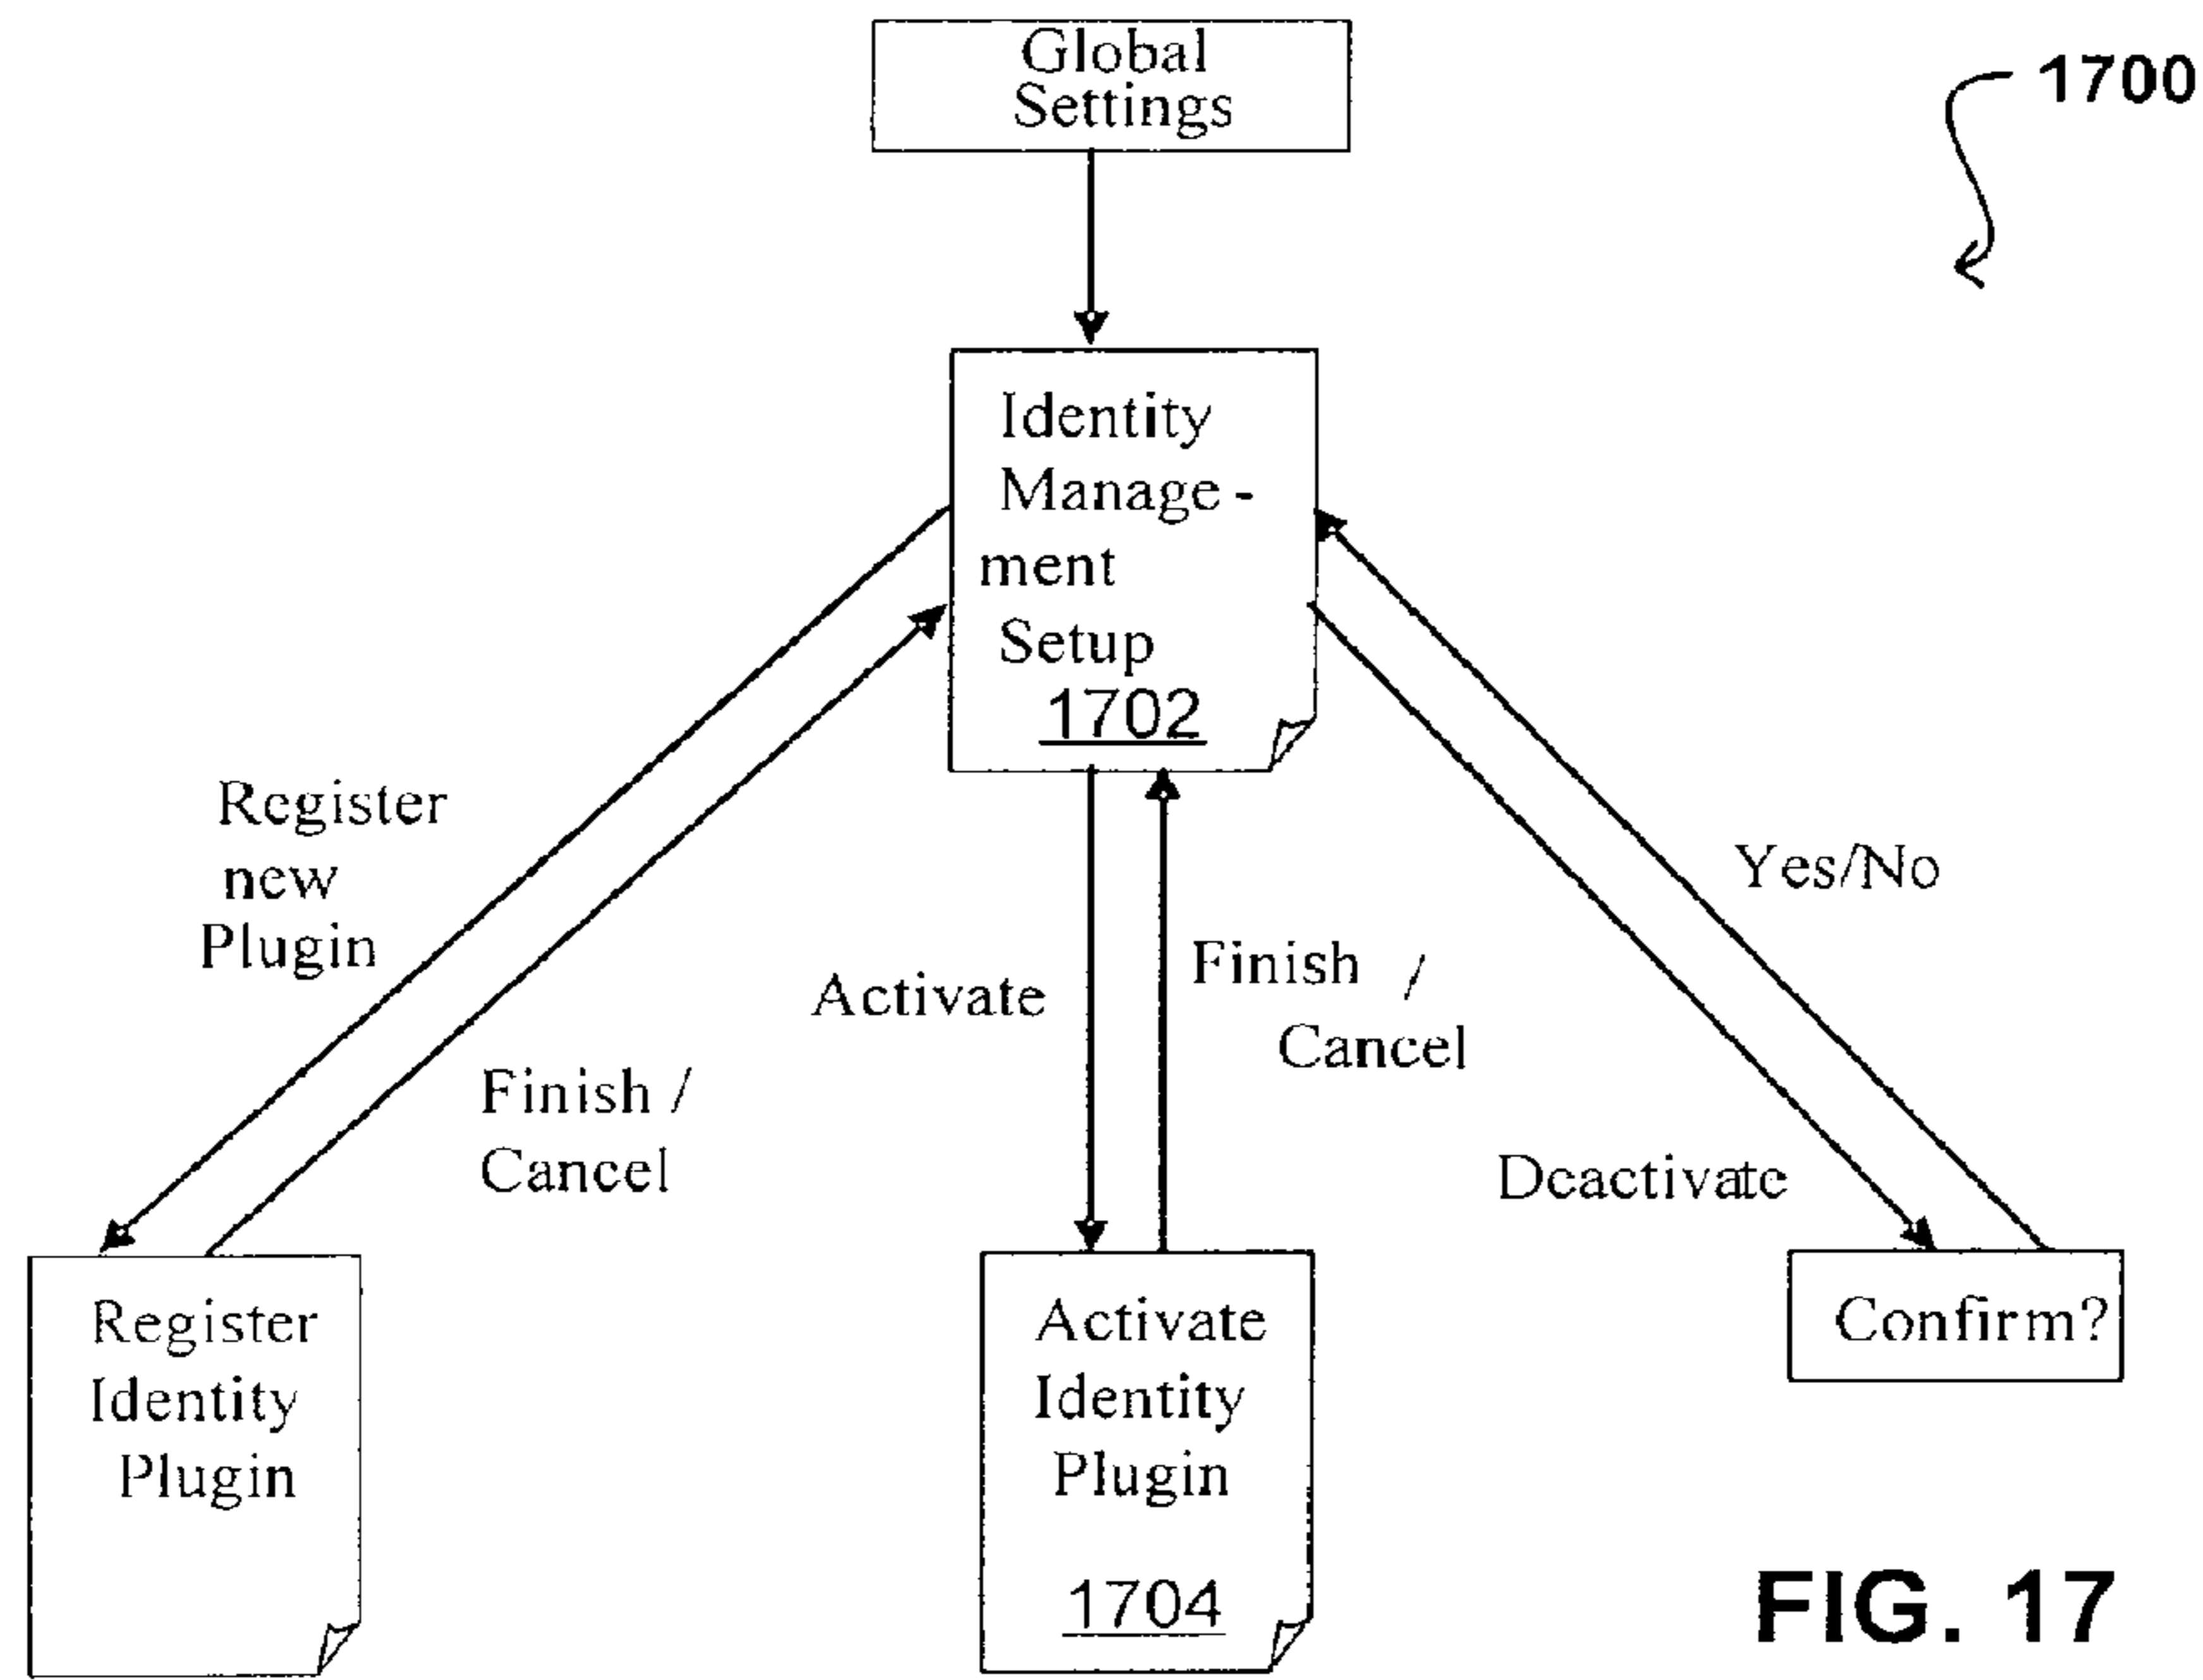 Global
Settings
1700
Identity
Manage -
ment
Setup
1702
Register
new
Plugin
Finish /
Cancel
Activate
Finish /
Cancel
Yes/No
Deactivate
Register
Identity
Plugin
Activate
Identity
Plugin
1704
Confirm?
FIG. 17